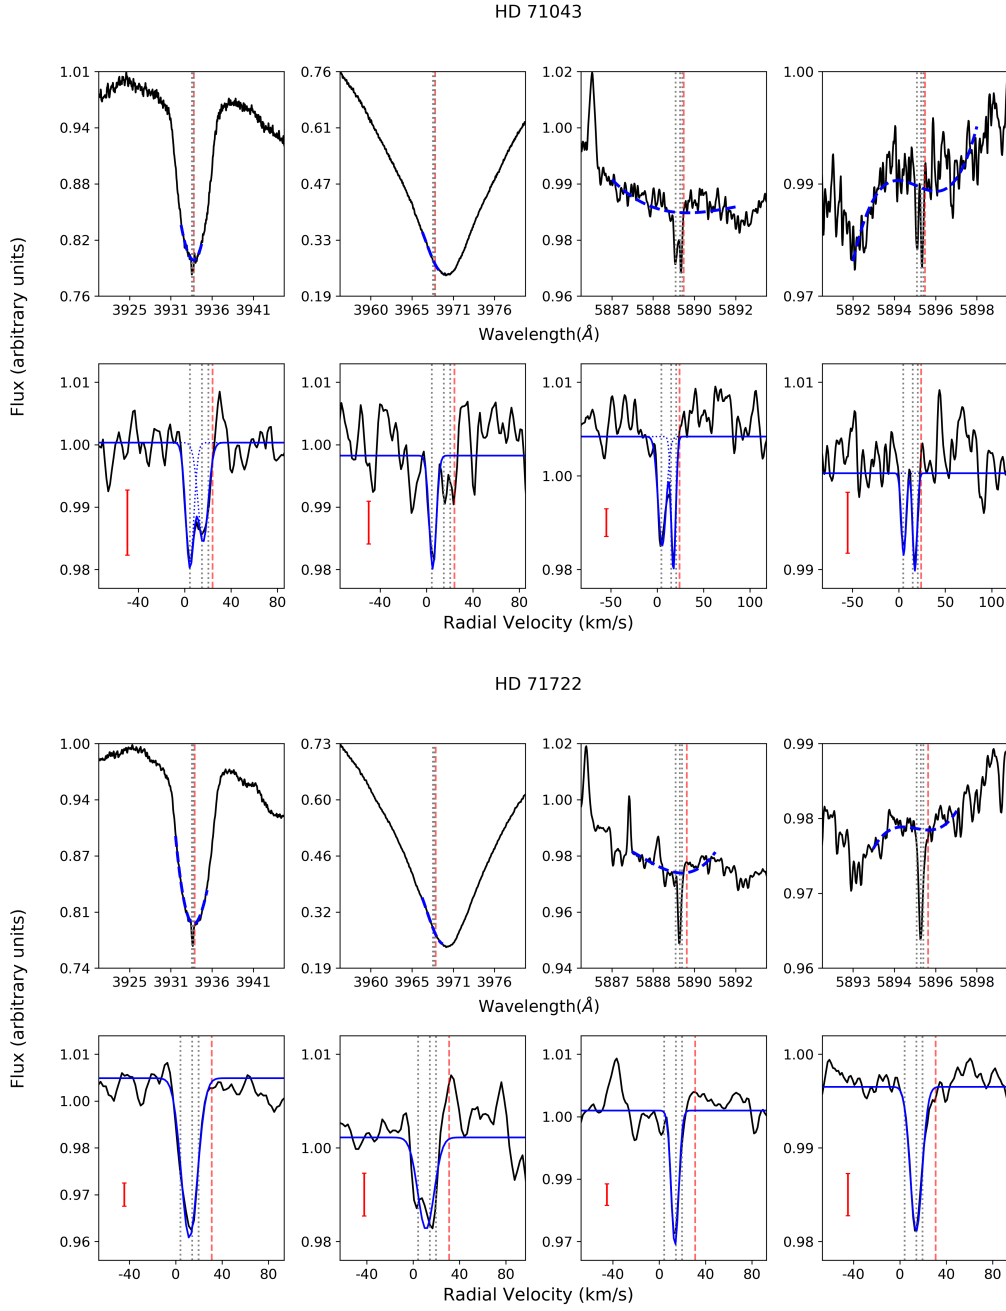 HD 71043
Flux (arbitrary units)
1.01
0.94
0.88
0.82
0.76
3925 3931 3936 3941
0.76
0.61
0.47
0.33
0.19
3960 3965 3971 3976
1.02
1.00
0.99
0.98
0.96
5887 5888 5890 5892
1.00
0.99
0.97
5892 5894 5896 5898
Wavelength(Å)
1.01
1.00
0.99
0.98
-40 0 40 80
1.01
1.00
0.99
0.98
-40 0 40 80
1.01
1.00
0.98
-50 0 50 100
1.01
1.00
0.99
-50 0 50 100
Radial Velocity (km/s)
HD 71722
Flux (arbitrary units)
1.00
0.94
0.87
0.81
0.74
3925 3931 3936 3941
0.73
0.60
0.46
0.32
0.19
3960 3965 3971 3976
1.02
1.00
0.98
0.96
0.94
5887 5888 5890 5892
0.99
0.98
0.97
0.96
5893 5894 5896 5898
Wavelength(Å)
1.01
1.00
0.98
0.97
0.96
-40 0 40 80
1.01
1.00
0.98
-40 0 40 80
1.01
1.00
0.99
0.97
-40 0 40 80
1.00
0.99
0.98
-40 0 40 80
Radial Velocity (km/s)